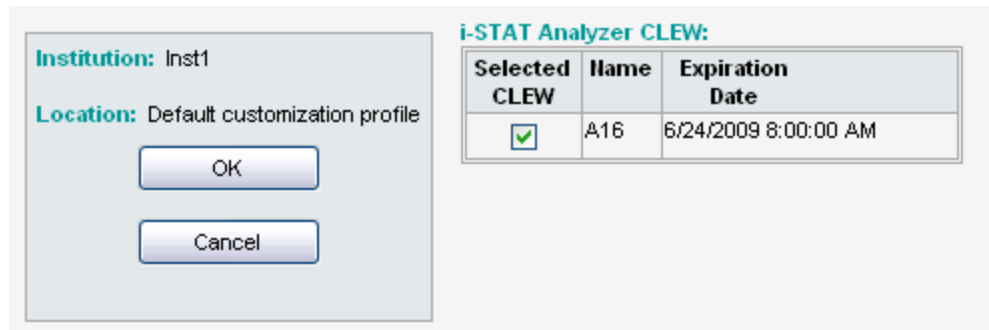 Institution: Inst1
Location: Default customization profile
OK
Cancel
i-STAT Analyzer CLEW:
Selected CLEW Name Expiration Date
A16 6/24/2009 8:00:00 AM